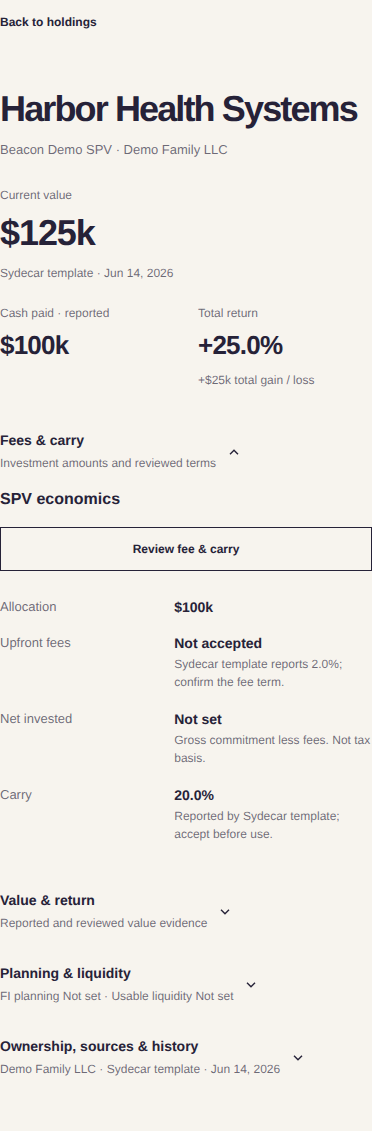 Back to holdings
Harbor Health Systems
Beacon Demo SPV · Demo Family LLC
Current value
$125k
Sydecar template · Jun 14, 2026
Cash paid · reported
$100k
Total return
+25.0%
+$25k total gain / loss
Fees & carry
Investment amounts and reviewed terms
SPV economics
Review fee & carry
Allocation
$100k
Upfront fees
Not accepted
Sydecar template reports 2.0%;
confirm the fee term.
Net invested
Not set
Gross commitment less fees. Not tax
basis.
Carry
20.0%
Reported by Sydecar template;
accept before use.
Value & return
Reported and reviewed value evidence
Planning & liquidity
FI planning Not set · Usable liquidity Not set
Ownership, sources & history
Demo Family LLC · Sydecar template · Jun 14, 2026